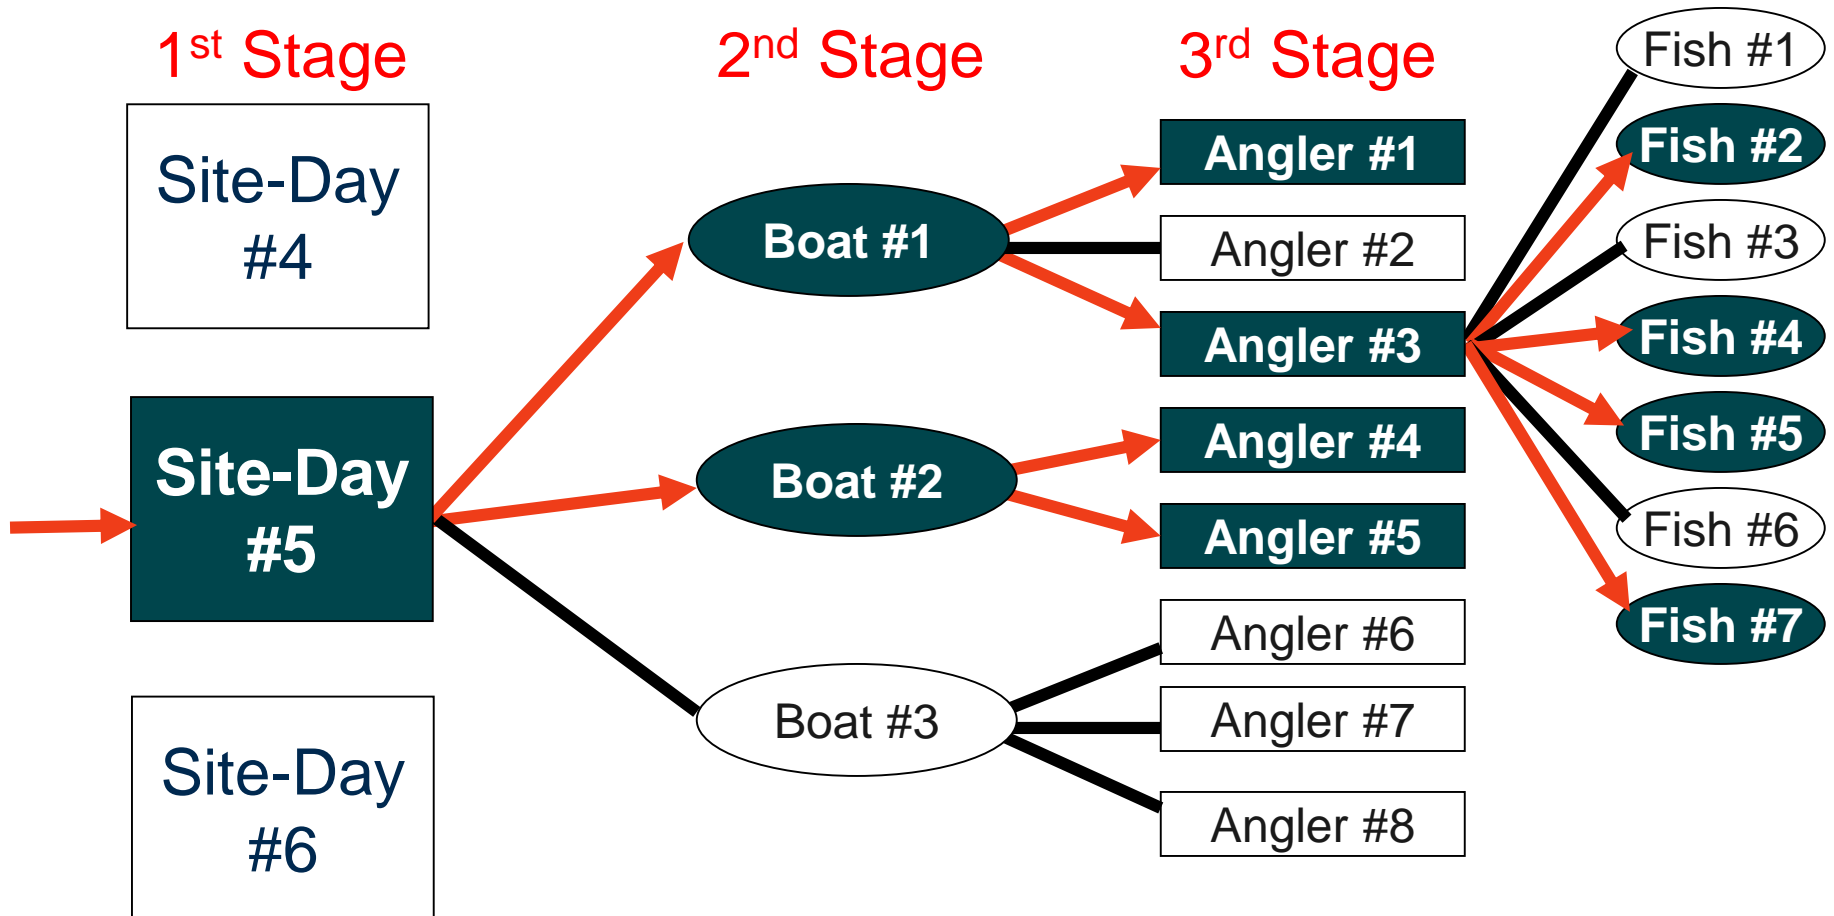 1st Stage
2nd Stage
3rd Stage
Site-Day
#4
Site-Day
#5
Site-Day
#6
Boat #1
Boat #2
Boat #3
Angler #1
Angler #2
Angler #3
Angler #4
Angler #5
Angler #6
Angler #7
Angler #8
Fish #1
Fish #2
Fish #3
Fish #4
Fish #5
Fish #6
Fish #7